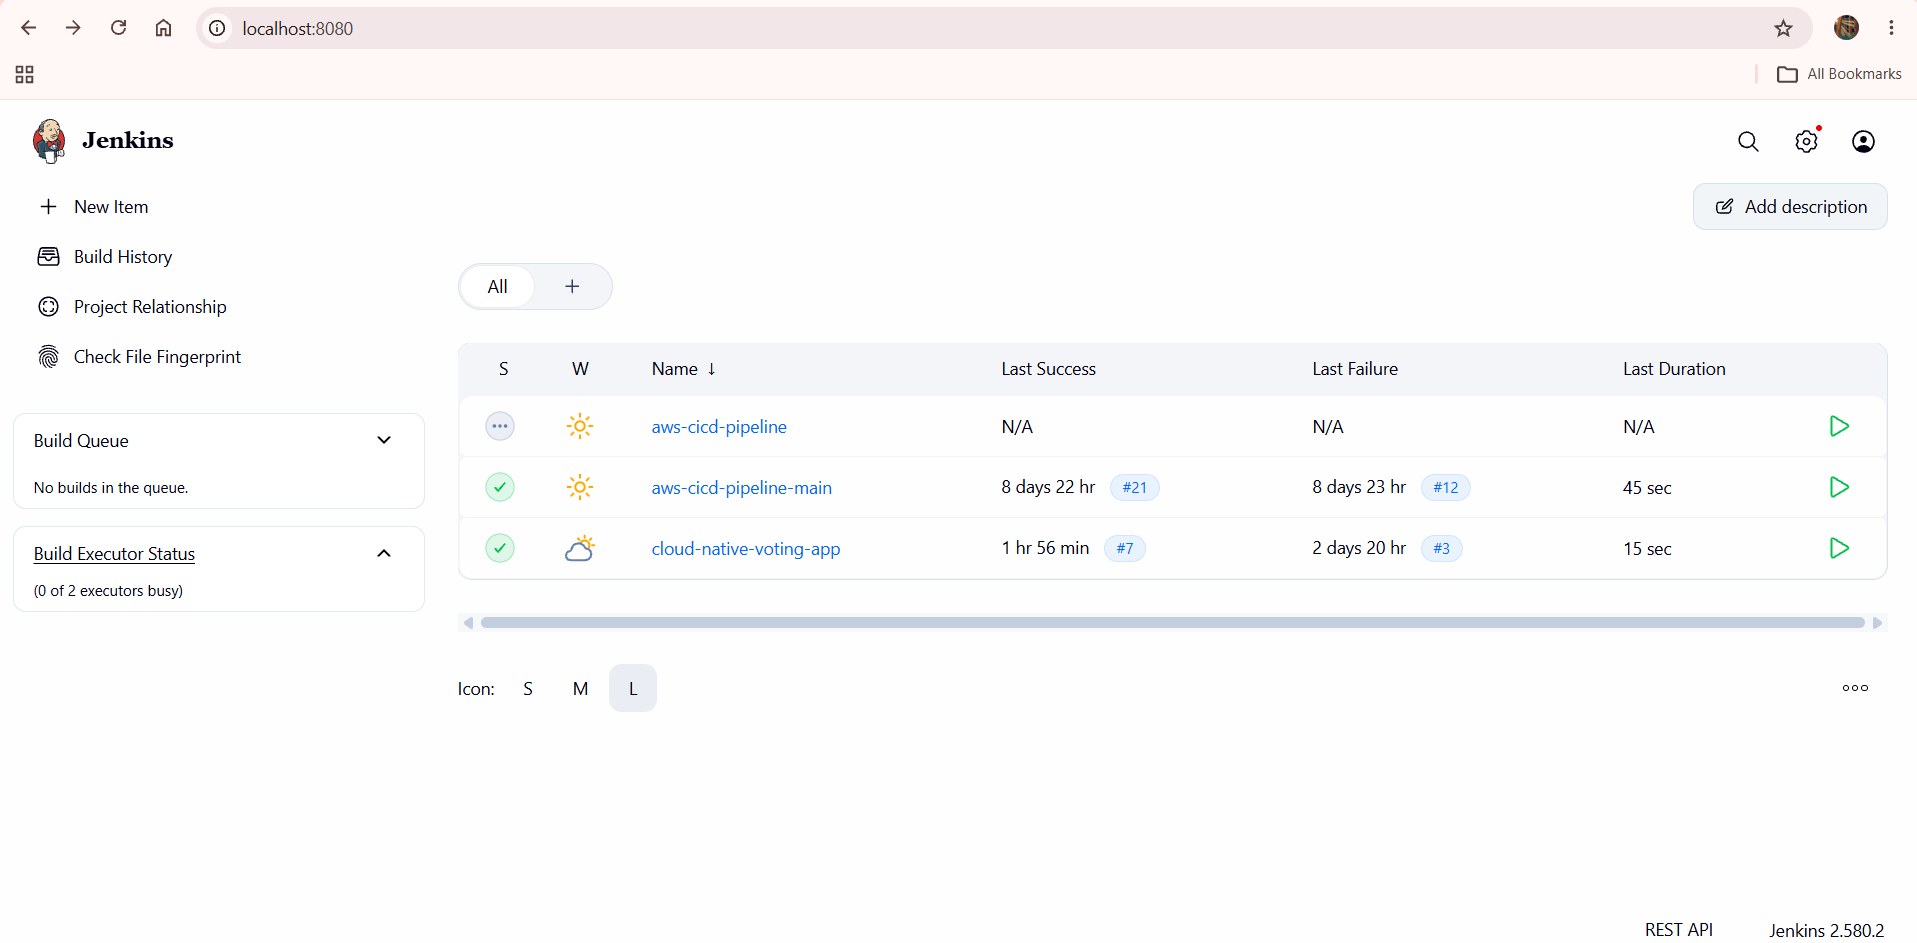 localhost:8080
All Bookmarks
Jenkins
New Item
Add description
Build History
All +
Project Relationship
Check File Fingerprint
S W Name ↓ Last Success Last Failure Last Duration
aws-cicd-pipeline N/A N/A N/A
Build Queue
No builds in the queue.
aws-cicd-pipeline-main 8 days 22 hr #21 8 days 23 hr #12 45 sec
Build Executor Status
(0 of 2 executors busy)
cloud-native-voting-app 1 hr 56 min #7 2 days 20 hr #3 15 sec
Icon: S M L
REST API Jenkins 2.580.2